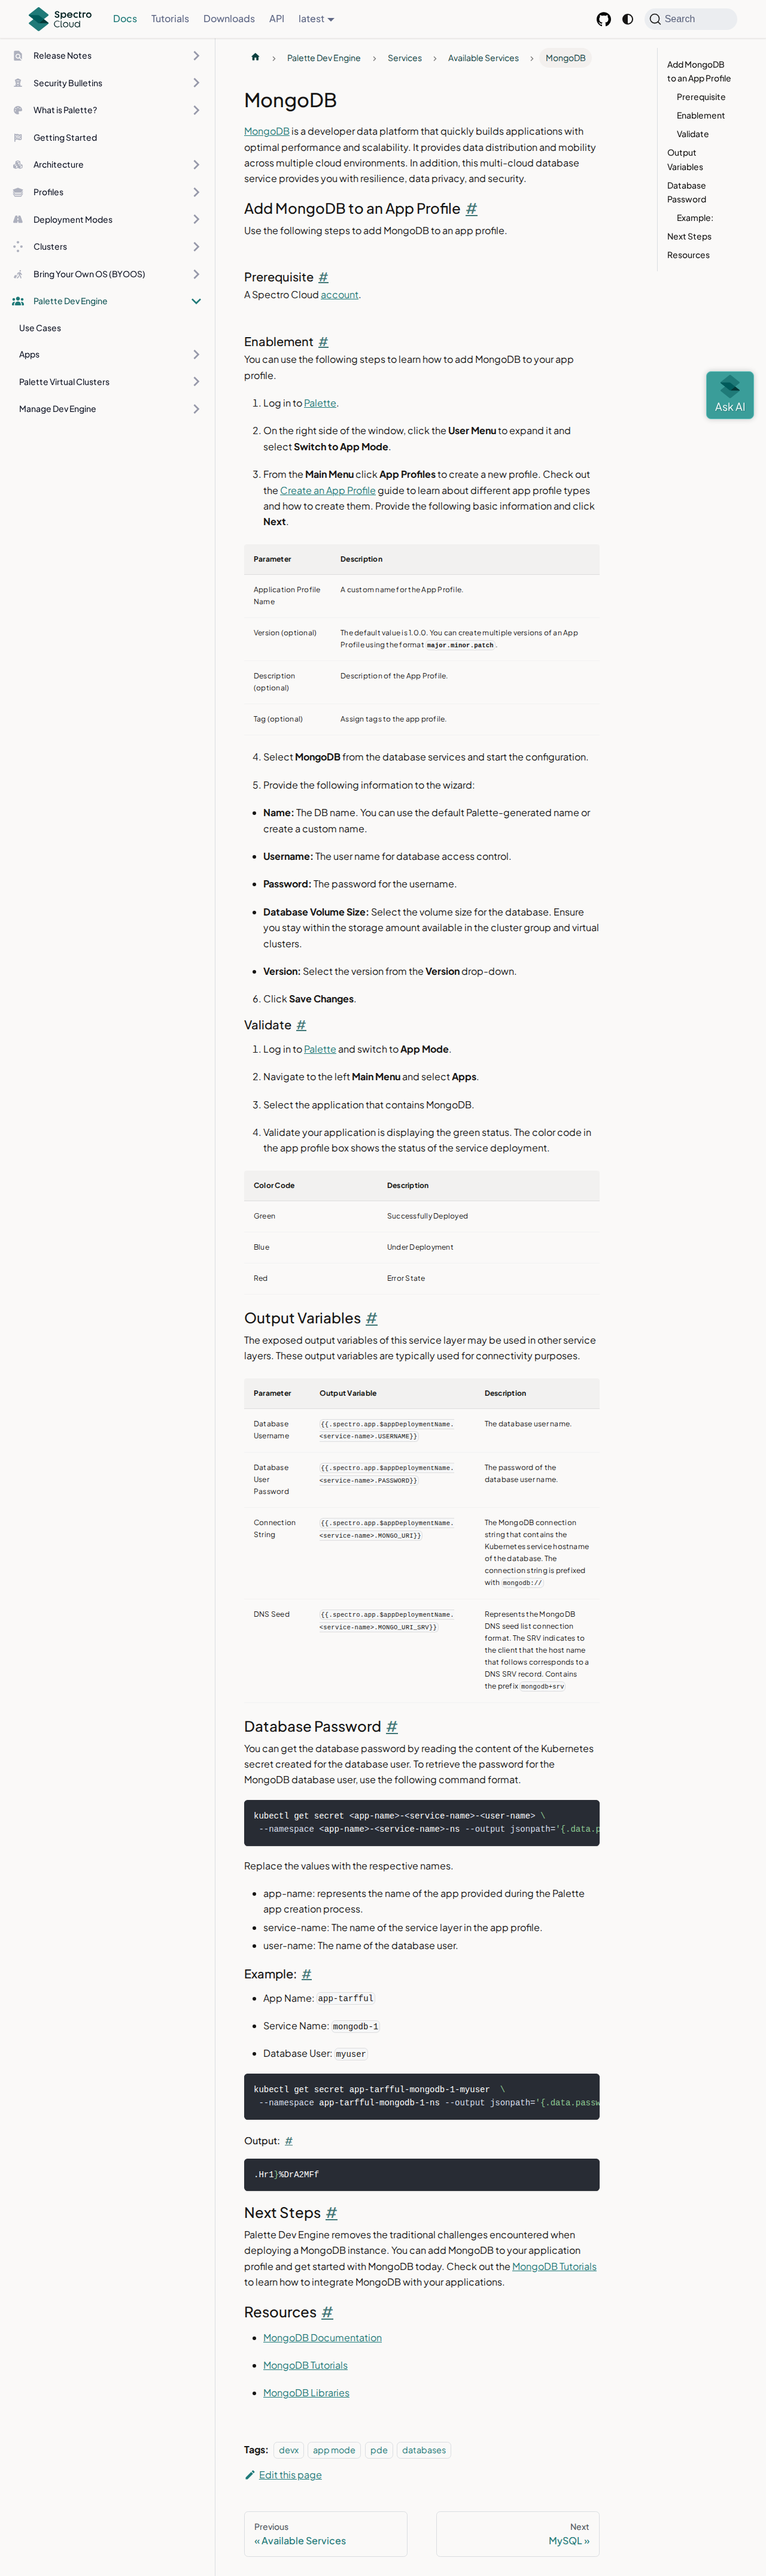 Spectro Cloud
Docs
Tutorials
Downloads
API
latest
Search
Release Notes
Security Bulletins
What is Palette?
Getting Started
Architecture
Profiles
Deployment Modes
Clusters
Bring Your Own OS (BYOOS)
Palette Dev Engine
Use Cases
Apps
Palette Virtual Clusters
Manage Dev Engine
Palette Dev Engine > Services > Available Services > MongoDB
MongoDB
MongoDB is a developer data platform that quickly builds applications with
optimal performance and scalability. It provides data distribution and mobility
across multiple cloud environments. In addition, this multi-cloud database
service provides you with resilience, data privacy, and security.
Add MongoDB to an App Profile #
Use the following steps to add MongoDB to an app profile.
Prerequisite #
A Spectro Cloud account.
Enablement #
You can use the following steps to learn how to add MongoDB to your app
profile.
1. Log in to Palette.
2. On the right side of the window, click the User Menu to expand it and
select Switch to App Mode.
3. From the Main Menu click App Profiles to create a new profile. Check out
the Create an App Profile guide to learn about different app profile types
and how to create them. Provide the following basic information and click
Next.
Parameter Description
Application Profile
Name
A custom name for the App Profile.
Version (optional)
The default value is 1.0.0. You can create multiple versions of an App
Profile using the format major.minor.patch.
Description
(optional)
Description of the App Profile.
Tag (optional)
Assign tags to the app profile.
4. Select MongoDB from the database services and start the configuration.
5. Provide the following information to the wizard:
• Name: The DB name. You can use the default Palette-generated name or
create a custom name.
• Username: The user name for database access control.
• Password: The password for the username.
• Database Volume Size: Select the volume size for the database. Ensure
you stay within the storage amount available in the cluster group and virtual
clusters.
• Version: Select the version from the Version drop-down.
6. Click Save Changes.
Validate #
1. Log in to Palette and switch to App Mode.
2. Navigate to the left Main Menu and select Apps.
3. Select the application that contains MongoDB.
4. Validate your application is displaying the green status. The color code in
the app profile box shows the status of the service deployment.
Color Code Description
Green Successfully Deployed
Blue Under Deployment
Red Error State
Output Variables #
The exposed output variables of this service layer may be used in other service
layers. These output variables are typically used for connectivity purposes.
Parameter Output Variable Description
Database
Username
{{.spectro.app.$appDeploymentName.
<service-name>.USERNAME}}
The database user name.
Database
User
Password
{{.spectro.app.$appDeploymentName.
<service-name>.PASSWORD}}
The password of the
database user name.
Connection
String
{{.spectro.app.$appDeploymentName.
<service-name>.MONGO_URI}}
The MongoDB connection
string that contains the
Kubernetes service hostname
of the database. The
connection string is prefixed
with mongodb://
DNS Seed
{{.spectro.app.$appDeploymentName.
<service-name>.MONGO_URI_SRV}}
Represents the MongoDB
DNS seed list connection
format. The SRV indicates to
the client that the host name
that follows corresponds to a
DNS SRV record. Contains
the prefix mongodb+srv
Database Password #
You can get the database password by reading the content of the Kubernetes
secret created for the database user. To retrieve the password for the
MongoDB database user, use the following command format.
kubectl get secret <app-name>-<service-name>-<user-name> \
--namespace <app-name>-<service-name>-ns --output jsonpath='{.data.p
Replace the values with the respective names.
• app-name: represents the name of the app provided during the Palette
app creation process.
• service-name: The name of the service layer in the app profile.
• user-name: The name of the database user.
Example: #
• App Name: app-tarfful
• Service Name: mongodb-1
• Database User: myuser
kubectl get secret app-tarfful-mongodb-1-myuser \
--namespace app-tarfful-mongodb-1-ns --output jsonpath='{.data.passw
Output: #
.Hr1}%DrA2MFf
Next Steps #
Palette Dev Engine removes the traditional challenges encountered when
deploying a MongoDB instance. You can add MongoDB to your application
profile and get started with MongoDB today. Check out the MongoDB Tutorials
to learn how to integrate MongoDB with your applications.
Resources #
• MongoDB Documentation
• MongoDB Tutorials
• MongoDB Libraries
Tags: devx app mode pde databases
Edit this page
Previous
« Available Services
Next
MySQL »
Add MongoDB
to an App Profile
Prerequisite
Enablement
Validate
Output
Variables
Database
Password
Example:
Next Steps
Resources
Ask AI